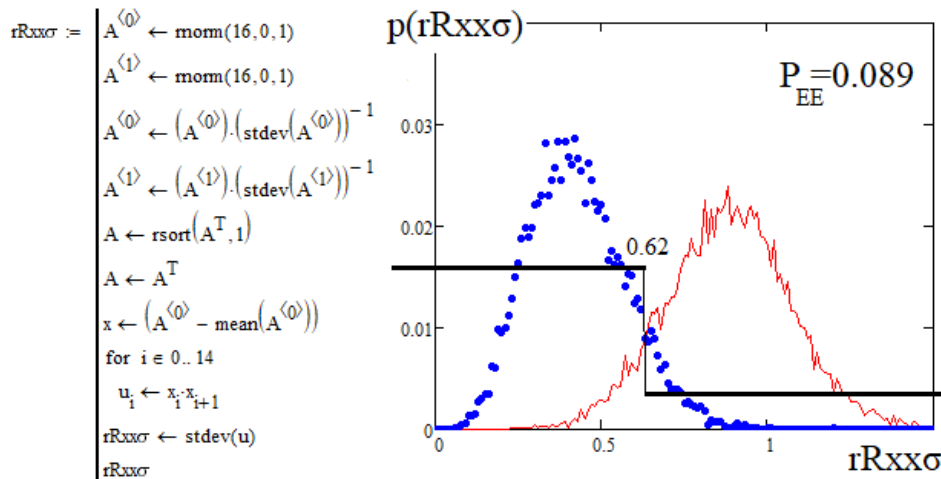 rRxxσ := A^⟨0⟩ ← rnorm(16,0,1)
A^⟨1⟩ ← rnorm(16,0,1)
A^⟨0⟩ ← (A^⟨0⟩)·(stdev(A^⟨0⟩))^−1
A^⟨1⟩ ← (A^⟨1⟩)·(stdev(A^⟨1⟩))^−1
A ← rsort(A^T,1)
A ← A^T
x ← (A^⟨0⟩ − mean(A^⟨0⟩))
for i ∈ 0..14
u_i ← x_i·x_{i+1}
rRxxσ ← stdev(u)
rRxxσ
p(rRxxσ)
P_EE=0.089
0.03
0.02
0.01
0
0.62
0
0.5
1
rRxxσ